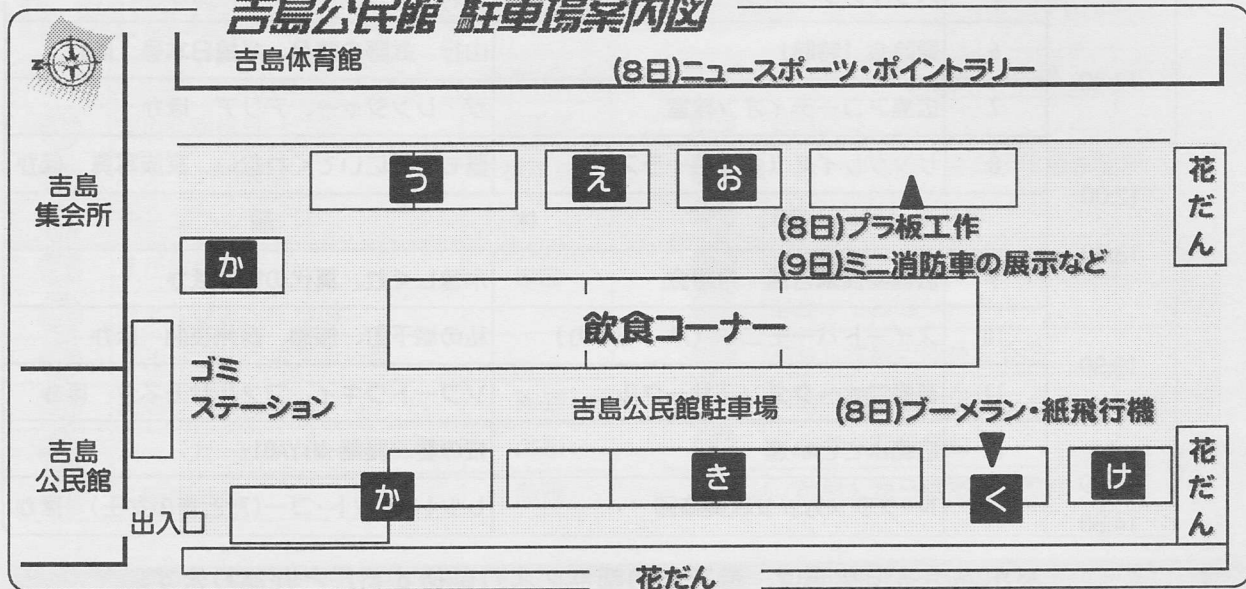 吉島公民館 駐車場案内図
吉島体育館
(8日)ニュースポーツ・ポイントラリー
z
吉島
集会所
う
え
お
花だん
(8日)プラ板工作
(9日)ミニ消防車の展示など
か
飲食コーナー
ゴミ
ステーション
吉島公民館駐車場
(8日)ブーメラン・紙飛行機
吉島
公民館
出入口
か
き
く
け
花だん
花だん